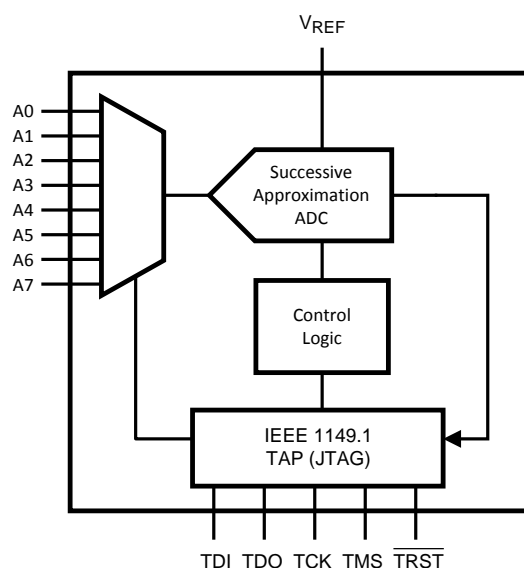 VREF
A0
A1
A2
A3
A4
A5
A6
A7
Successive
Approximation
ADC
Control
Logic
IEEE 1149.1
TAP (JTAG)
TDI TDO TCK TMS TRST